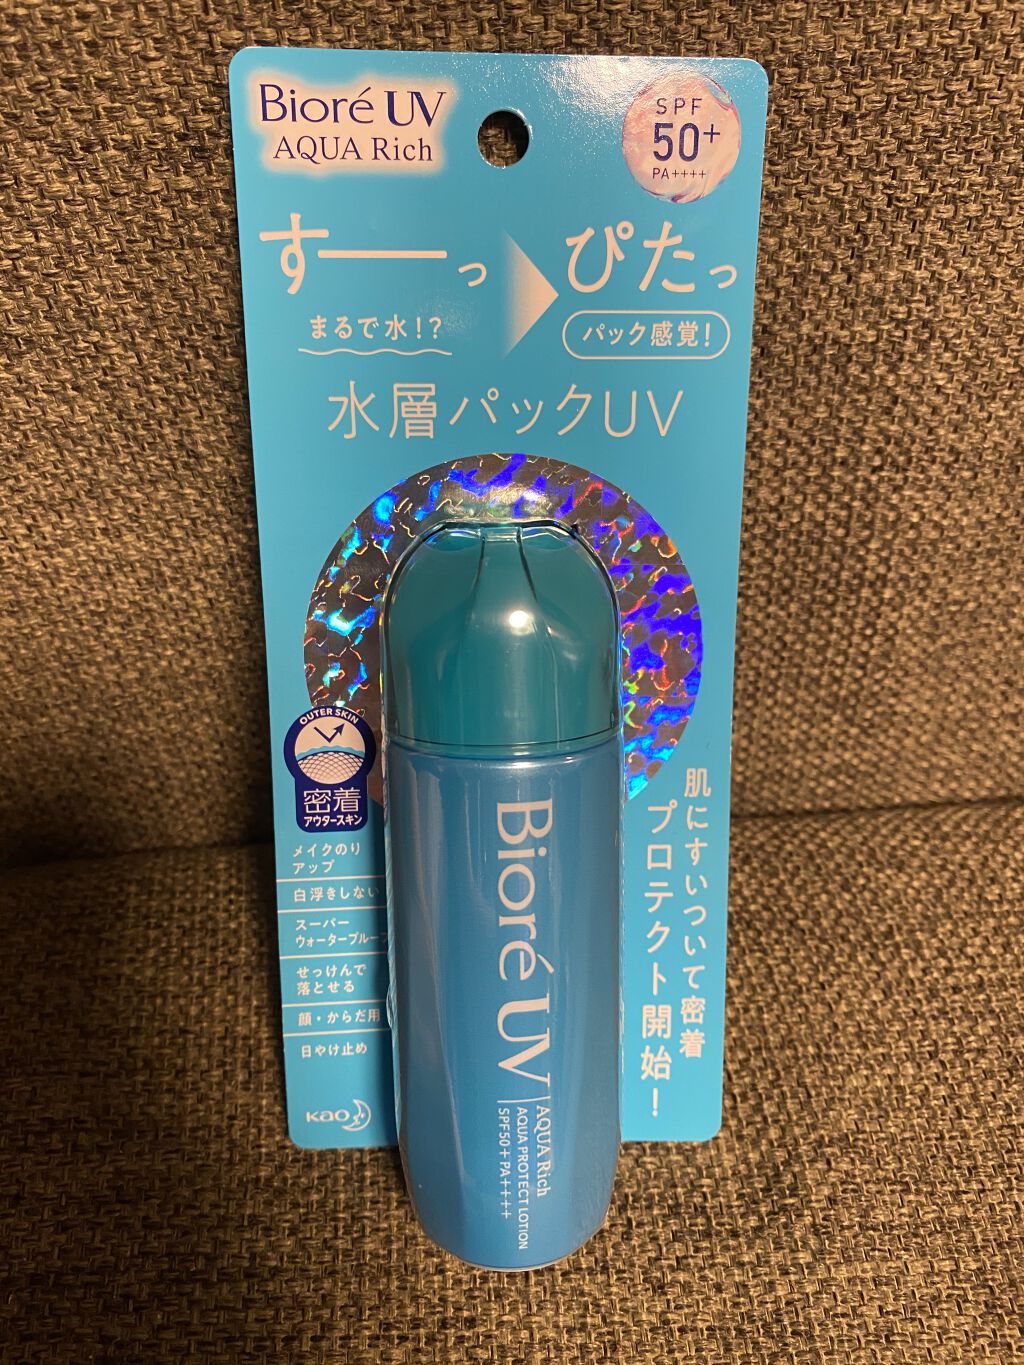 Bioré UV
AQUA Rich
SPF
50+
PA++++
すーっ
ぴたっ
まるで水!?
パック感覚!
水層パックUV
OUTER SKIN
密着
アウタースキン
メイクのり
アップ
白浮きしない
スーパー
ウォータープルーフ
せっけんで
落とせる
顔・からだ用
日やけ止め
Kao
肌にすいついて密着
プロテクト開始!
Bioré UV
AQUA Rich
AQUA PROTECT LOTION
SPF50+PA++++